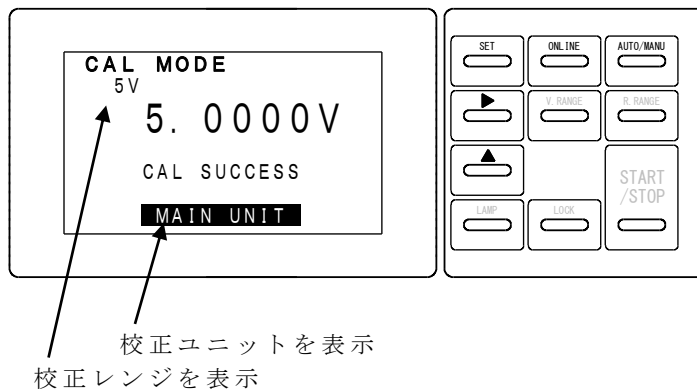 CAL MODE
5V
5. 0000V
CAL SUCCESS
MAIN UNIT
SET
ONLINE
AUTO/MANU
V. RANGE
R. RANGE
START
/STOP
LAMP
LOCK
校正ユニットを表示
校正レンジを表示